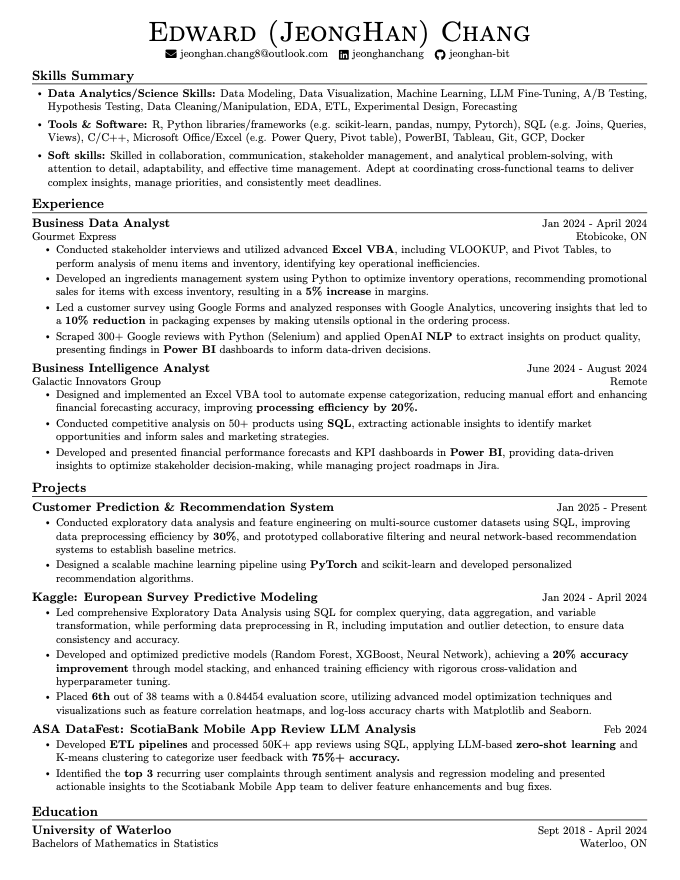 Edward (JeongHan) Chang
jeonghan.chang8@outlook.com jeonghanchang jeonghan-bit
Skills Summary
• Data Analytics/Science Skills: Data Modeling, Data Visualization, Machine Learning, LLM Fine-Tuning, A/B Testing,
Hypothesis Testing, Data Cleaning/Manipulation, EDA, ETL, Experimental Design, Forecasting
• Tools & Software: R, Python libraries/frameworks (e.g. scikit-learn, pandas, numpy, Pytorch), SQL (e.g. Joins, Queries,
Views), C/C++, Microsoft Office/Excel (e.g. Power Query, Pivot table), PowerBI, Tableau, Git, GCP, Docker
• Soft skills: Skilled in collaboration, communication, stakeholder management, and analytical problem-solving, with
attention to detail, adaptability, and effective time management. Adept at coordinating cross-functional teams to deliver
complex insights, manage priorities, and consistently meet deadlines.
Experience
Business Data Analyst Jan 2024 - April 2024
Gourmet Express Etobicoke, ON
• Conducted stakeholder interviews and utilized advanced Excel VBA, including VLOOKUP, and Pivot Tables, to
perform analysis of menu items and inventory, identifying key operational inefficiencies.
• Developed an ingredients management system using Python to optimize inventory operations, recommending promotional
sales for items with excess inventory, resulting in a 5% increase in margins.
• Led a customer survey using Google Forms and analyzed responses with Google Analytics, uncovering insights that led to
a 10% reduction in packaging expenses by making utensils optional in the ordering process.
• Scraped 300+ Google reviews with Python (Selenium) and applied OpenAI NLP to extract insights on product quality,
presenting findings in Power BI dashboards to inform data-driven decisions.
Business Intelligence Analyst June 2024 - August 2024
Galactic Innovators Group Remote
• Designed and implemented an Excel VBA tool to automate expense categorization, reducing manual effort and enhancing
financial forecasting accuracy, improving processing efficiency by 20%.
• Conducted competitive analysis on 50+ products using SQL, extracting actionable insights to identify market
opportunities and inform sales and marketing strategies.
• Developed and presented financial performance forecasts and KPI dashboards in Power BI, providing data-driven
insights to optimize stakeholder decision-making, while managing project roadmaps in Jira.
Projects
Customer Prediction & Recommendation System Jan 2025 - Present
• Conducted exploratory data analysis and feature engineering on multi-source customer datasets using SQL, improving
data preprocessing efficiency by 30%, and prototyped collaborative filtering and neural network-based recommendation
systems to establish baseline metrics.
• Designed a scalable machine learning pipeline using PyTorch and scikit-learn and developed personalized
recommendation algorithms.
Kaggle: European Survey Predictive Modeling Jan 2024 - April 2024
• Led comprehensive Exploratory Data Analysis using SQL for complex querying, data aggregation, and variable
transformation, while performing data preprocessing in R, including imputation and outlier detection, to ensure data
consistency and accuracy.
• Developed and optimized predictive models (Random Forest, XGBoost, Neural Network), achieving a 20% accuracy
improvement through model stacking, and enhanced training efficiency with rigorous cross-validation and
hyperparameter tuning.
• Placed 6th out of 38 teams with a 0.84454 evaluation score, utilizing advanced model optimization techniques and
visualizations such as feature correlation heatmaps, and log-loss accuracy charts with Matplotlib and Seaborn.
ASA DataFest: ScotiaBank Mobile App Review LLM Analysis Feb 2024
• Developed ETL pipelines and processed 50K+ app reviews using SQL, applying LLM-based zero-shot learning and
K-means clustering to categorize user feedback with 75%+ accuracy.
• Identified the top 3 recurring user complaints through sentiment analysis and regression modeling and presented
actionable insights to the Scotiabank Mobile App team to deliver feature enhancements and bug fixes.
Education
University of Waterloo Sept 2018 - April 2024
Bachelors of Mathematics in Statistics Waterloo, ON